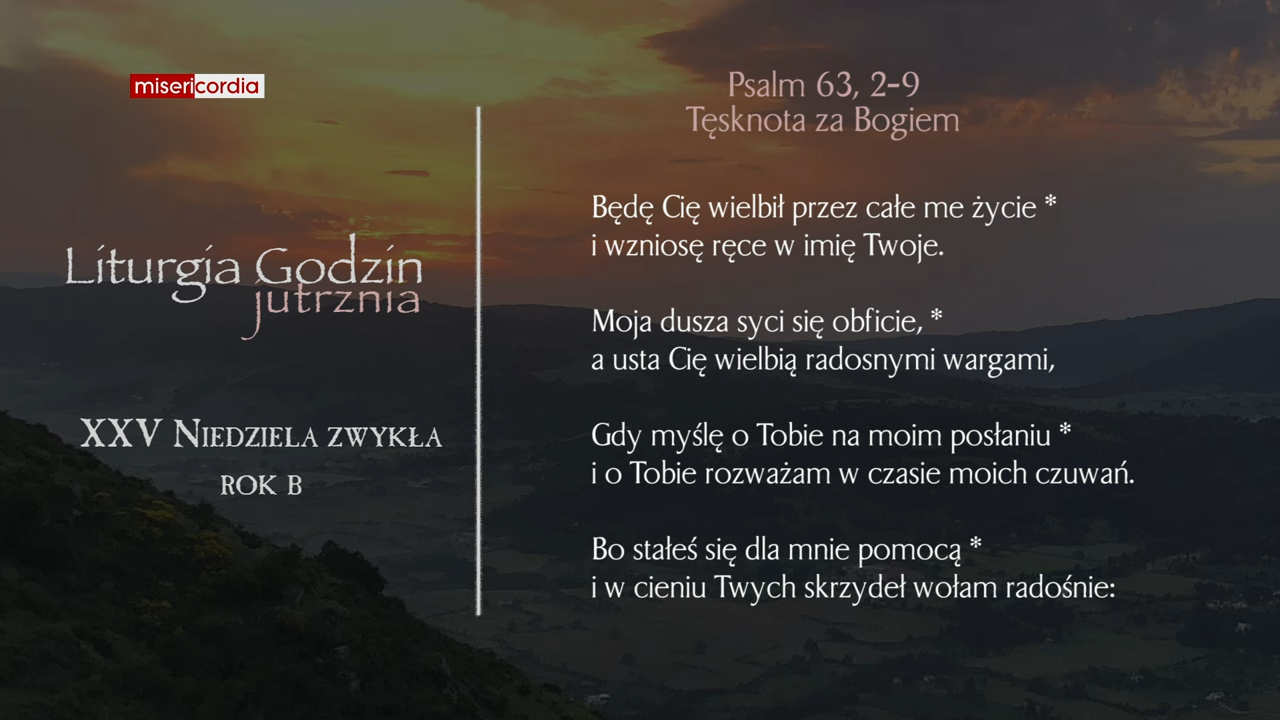 misericordia
Liturgia Godzin
jutrznia
XXV Niedziela zwykła
rok B
Psalm 63, 2-9
Tęsknota za Bogiem
Będę Cię wielbił przez całe me życie *
i wzniosę ręce w imię Twoje.
Moja dusza syci się obficie, *
a usta Cię wielbią radosnymi wargami,
Gdy myślę o Tobie na moim posłaniu *
i o Tobie rozważam w czasie moich czuwań.
Bo stałeś się dla mnie pomocą *
i w cieniu Twych skrzydeł wołam radośnie: